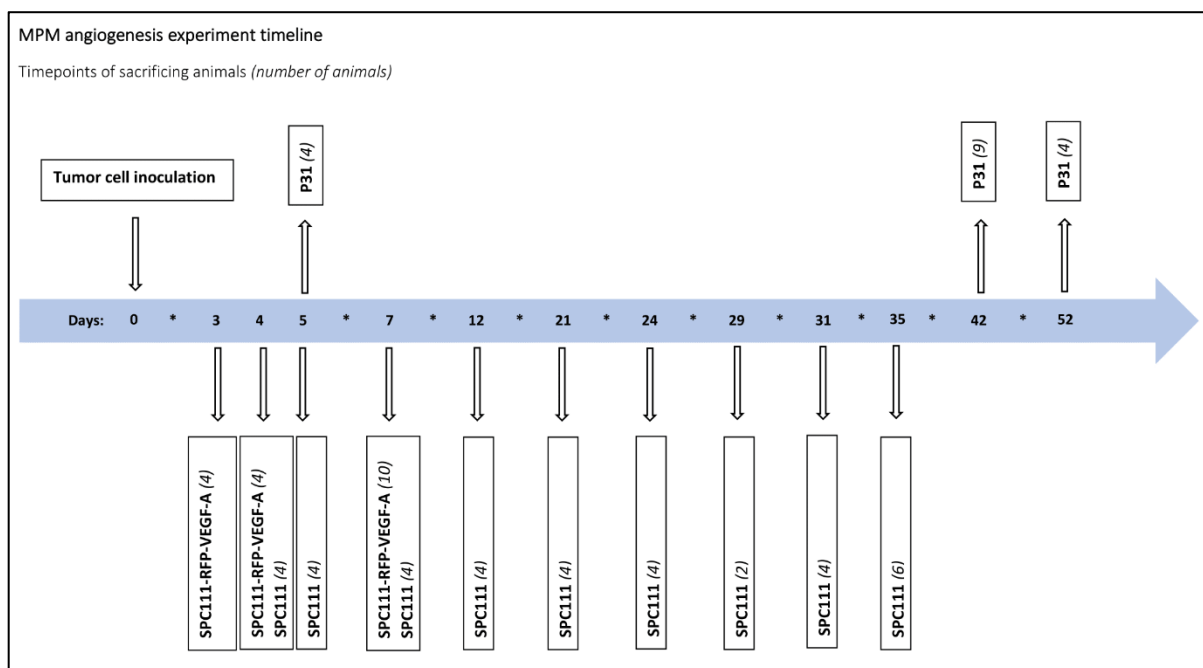 MPM angiogenesis experiment timeline
Timepoints of sacrificing animals (number of animals)
Tumor cell inoculation
P31 (4)
P31 (9)
P31 (4)
Days: 0 * 3 4 5 * 7 * 12 * 21 * 24 * 29 * 31 * 35 * 42 * 52
SPC111-RFP-VEGF-A (4)
SPC111-RFP-VEGF-A (4)
SPC111 (4)
SPC111 (4)
SPC111-RFP-VEGF-A (10)
SPC111 (4)
SPC111 (4)
SPC111 (4)
SPC111 (4)
SPC111 (2)
SPC111 (4)
SPC111 (6)